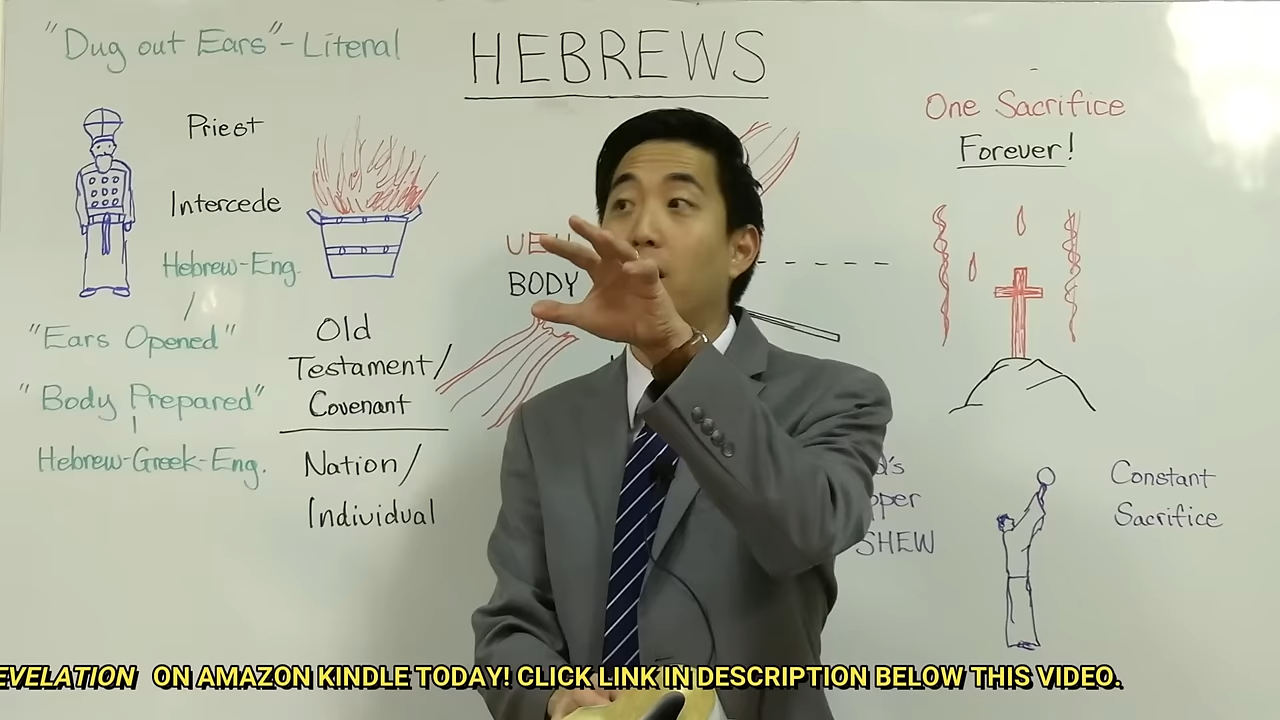 "Dug out Ears"-Literal
HEBREWS
Priest
Intercede
Hebrew-Eng.
"Ears Opened"
"Body Prepared"
Hebrew-Greek-Eng.
Old
Testament/
Covenant
Nation/
Individual
BODY
One Sacrifice
Forever!
SHEW
Constant
Sacrifice
ON AMAZON KINDLE TODAY! CLICK LINK IN DESCRIPTION BELOW THIS VIDEO.